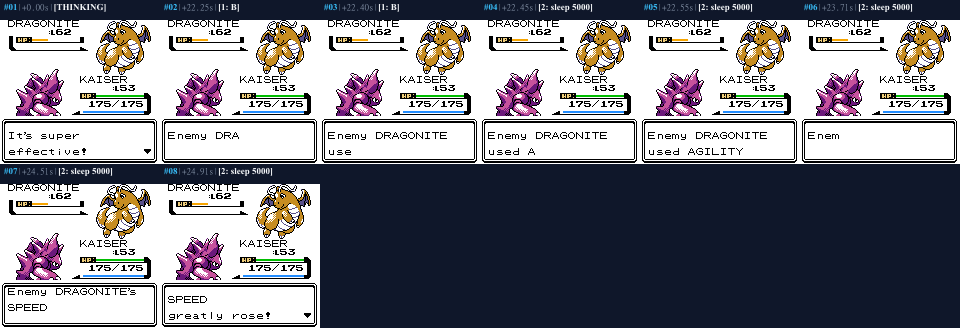 #01|+0.00s|[THINKING]
DRAGONITE
:L62
HP:
KAISER
:L53
HP:
175/175
It's super
effective!
#02|+22.25s|[1: B]
DRAGONITE
:L62
HP:
KAISER
:L53
HP:
175/175
Enemy DRA
#03|+22.40s|[1: B]
DRAGONITE
:L62
HP:
KAISER
:L53
HP:
175/175
Enemy DRAGONITE
use
#04|+22.45s|[2: sleep 5000]
DRAGONITE
:L62
HP:
KAISER
:L53
HP:
175/175
Enemy DRAGONITE
used A
#05|+22.55s|[2: sleep 5000]
DRAGONITE
:L62
HP:
KAISER
:L53
HP:
175/175
Enemy DRAGONITE
used AGILITY
#06|+23.71s|[2: sleep 5000]
DRAGONITE
:L62
HP:
KAISER
:L53
HP:
175/175
Enem
#07|+24.51s|[2: sleep 5000]
DRAGONITE
:L62
HP:
KAISER
:L53
HP:
175/175
Enemy DRAGONITE's
SPEED
#08|+24.91s|[2: sleep 5000]
DRAGONITE
:L62
HP:
KAISER
:L53
HP:
175/175
SPEED
greatly rose!